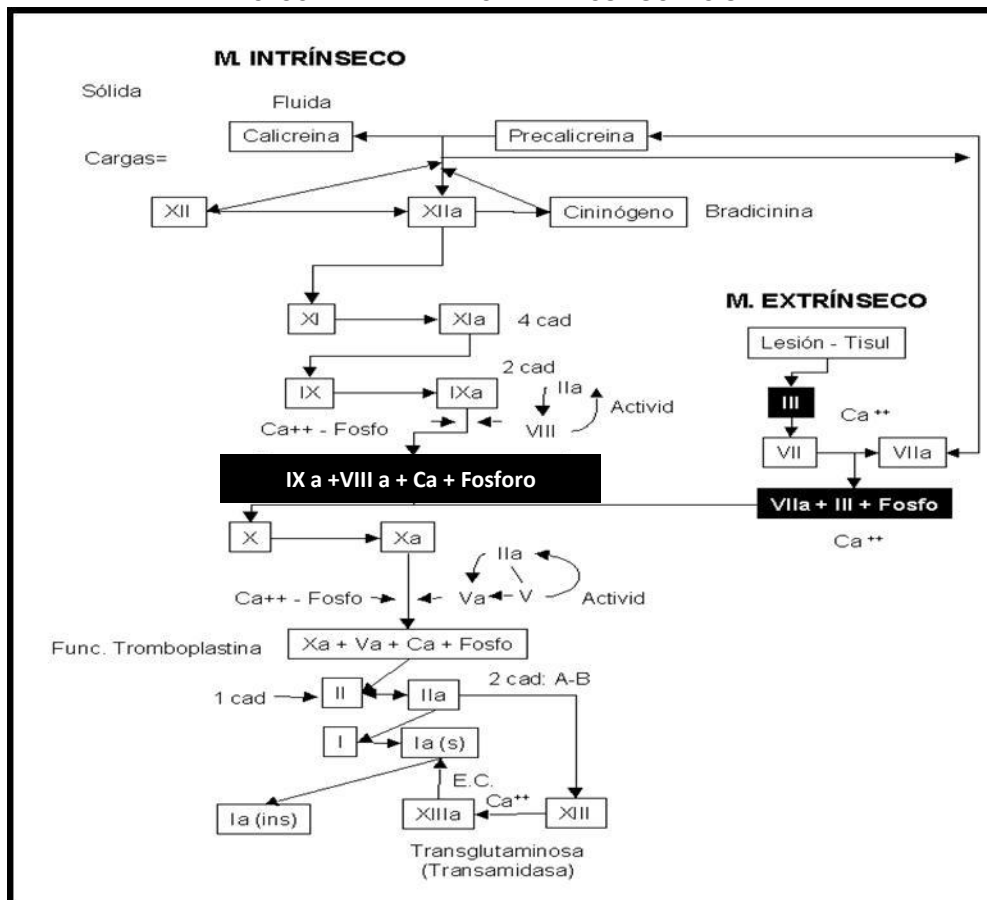 M. INTRÍNSECO
Sólida
Fluida
Calicreina
Precalicreina
Cargas=
XII
XIIa
Cininógeno
Bradicinina
XI
XIa
4 cad
M. EXTRÍNSECO
Lesión - Tisul
2 cad
IX
IXa
IIa
VIII
Activid
Ca++ - Fosfo
III
Ca ++
VII
VIIa
IX a +VIII a + Ca + Fosforo
VIIa + III + Fosfo
Ca ++
X
Xa
IIa
Ca++ - Fosfo
Va
V
Activid
Func. Tromboplastina
Xa + Va + Ca + Fosfo
1 cad
II
IIa
2 cad: A-B
I
Ia (s)
E.C.
Ia (ins)
XIIIa
Ca++
XIII
Transglutaminosa
(Transamidasa)